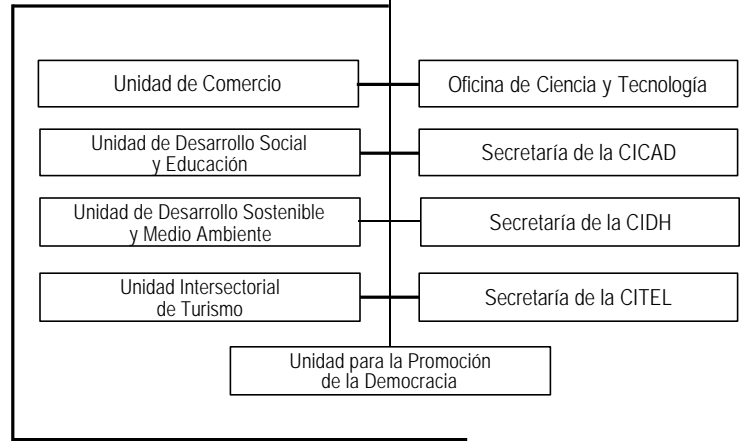 Unidad de Comercio
Oficina de Ciencia y Tecnología
Unidad de Desarrollo Social
y Educación
Secretaría de la CICAD
Unidad de Desarrollo Sostenible
y Medio Ambiente
Secretaría de la CIDH
Unidad Intersectorial
de Turismo
Secretaría de la CITEL
Unidad para la Promoción
de la Democracia